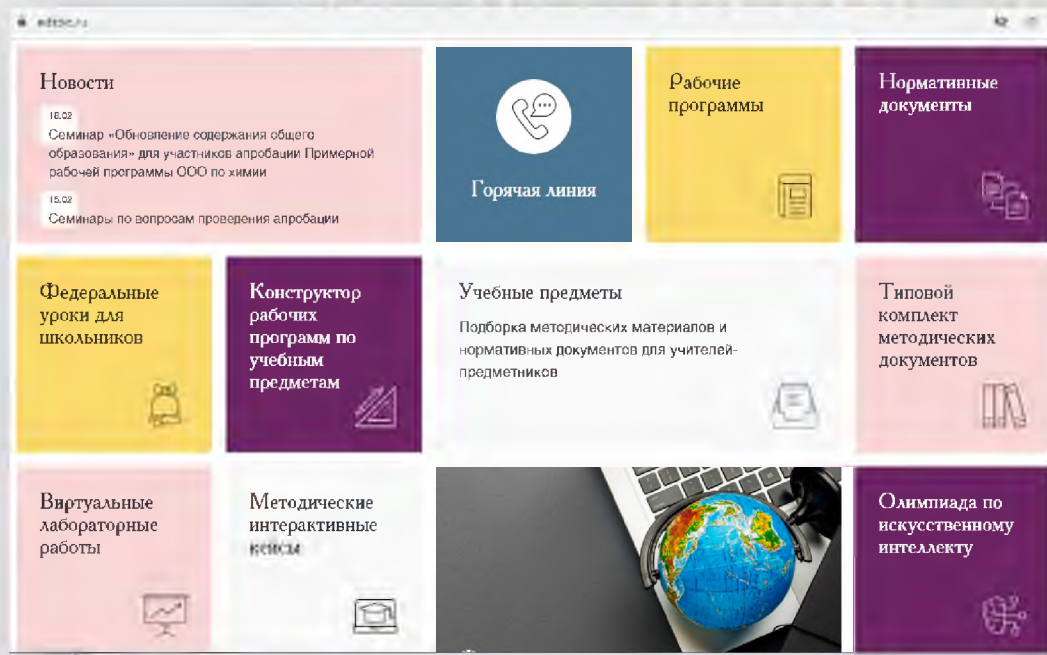 Новости
18.02
Семинар «Обновление содержания общего
образования» для участников апробации Примерной
рабочей программы ООО по химии
15.02
Семинары по вопросам проведения апробации
Горячая линия
Рабочие
программы
Нормативные
документы
Федеральные
уроки для
школьников
Конструктор
рабочих
программ по
учебным
предметам
Учебные предметы
Подборка методических материалов и
нормативных документов для учителей-
предметников
Типовой
комплект
методических
документов
Виртуальные
лабораторные
работы
Методические
интерактивные
кейсы
Олимпиада по
искусственному
интеллекту